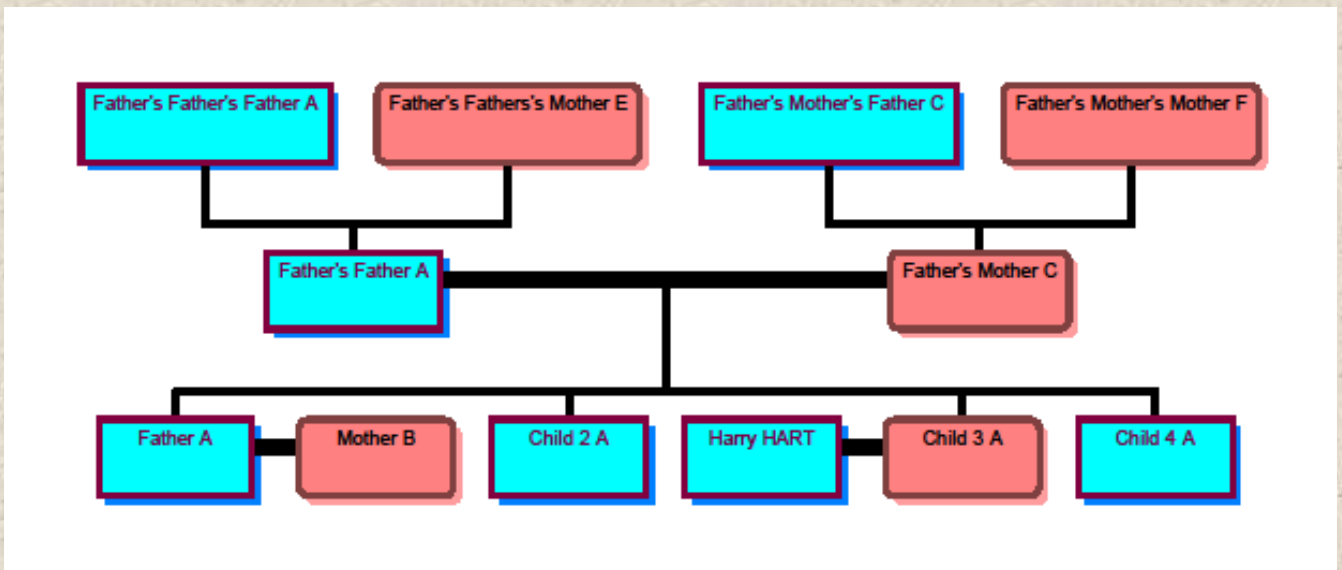 Father's Father's Father A
Father's Fathers's Mother E
Father's Mother's Father C
Father's Mother's Mother F
Father's Father A
Father's Mother C
Father A
Mother B
Child 2 A
Harry HART
Child 3 A
Child 4 A